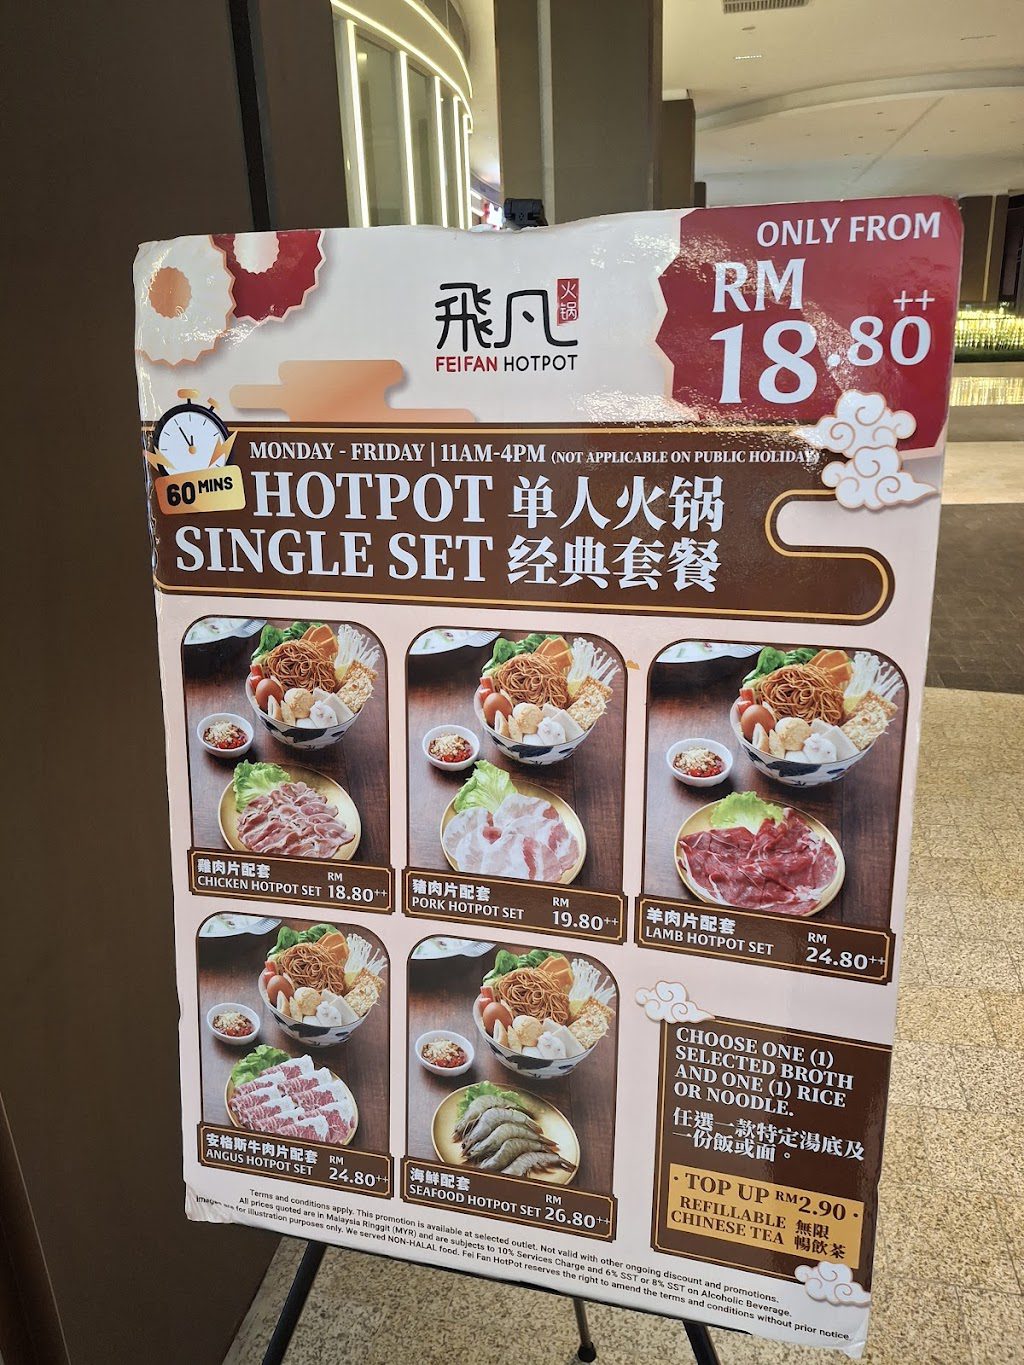 飛凡 火锅
FEIFAN HOTPOT
ONLY FROM
RM
18.80++
60 MINS
MONDAY - FRIDAY | 11AM-4PM (NOT APPLICABLE ON PUBLIC HOLIDAY)
HOTPOT 单人火锅
SINGLE SET 经典套餐
雞肉片配套
CHICKEN HOTPOT SET RM 18.80++
豬肉片配套
PORK HOTPOT SET RM 19.80++
羊肉片配套
LAMB HOTPOT SET RM 24.80++
安格斯牛肉片配套
ANGUS HOTPOT SET RM 24.80++
海鮮配套
SEAFOOD HOTPOT SET RM 26.80++
CHOOSE ONE (1)
SELECTED BROTH
AND ONE (1) RICE
OR NOODLE.
任選一款特定湯底及
一份飯或面。
· TOP UP RM2.90 ·
REFILLABLE 無限
CHINESE TEA 暢飲茶
Terms and conditions apply. This promotion is available at selected outlet. Not valid with other ongoing discount and promotions.
All prices quoted are in Malaysia Ringgit (MYR) and are subjects to 10% Services Charge and 6% SST or 8% SST on Alcoholic Beverage.
Images are for illustration purposes only. We served NON-HALAL food. Fei Fan HotPot reserves the right to amend the terms and conditions without prior notice.